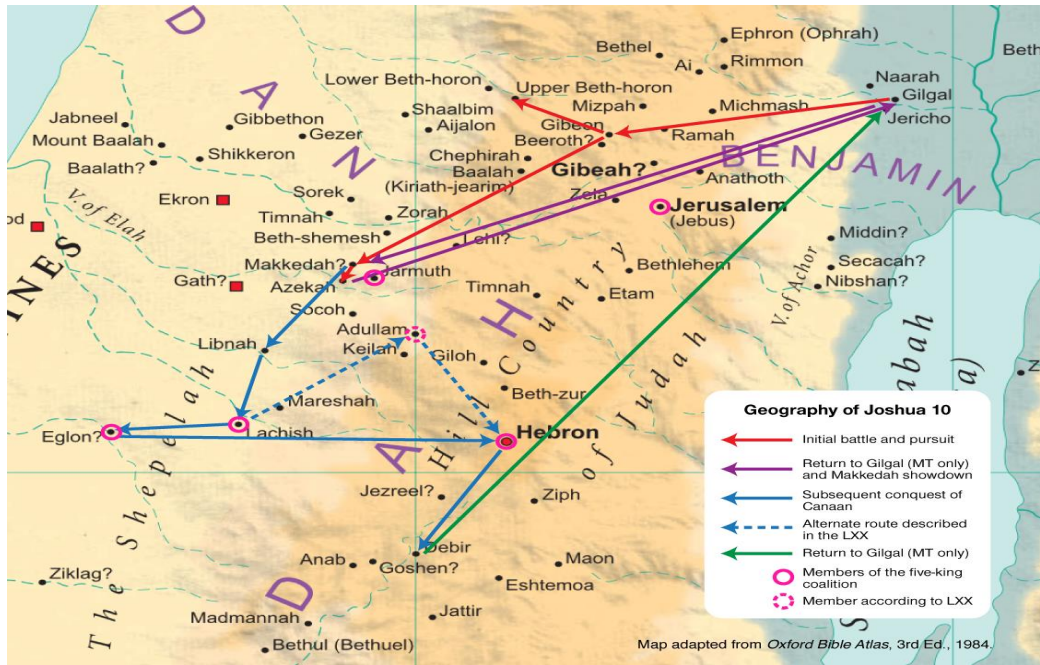 DAN
BENJAMIN
JUDAH
INES
The Shepelah
Hill Country
of Judah
V.of Elah
V.of Achor
abah
a)
Beth
Z
od
Ephron (Ophrah)
Bethel
Ai
Rimmon
Lower Beth-horon
Upper Beth-horon
Naarah
Gilgal
Mizpah
Michmash
Jericho
Shaalbim
Aijalon
Gibeon
Beeroth?
Ramah
Jabneel
Gibbethon
Gezer
Mount Baalah
Baalath?
Shikkeron
Chephirah
Baalah
(Kiriath-jearim)
Gibeah?
Anathoth
Ekron
Sorek
Timnah
Zorah
Zela
Jerusalem
(Jebus)
Beth-shemesh
Lehi?
Middin?
Makkedah?
Jarmuth
Azekah
Gath?
Bethlehem
Secacah?
Nibshan?
Timnah
Etam
Socoh
Adullam
Keilah
Giloh
Libnah
Beth-zur
Mareshah
Lachish
Eglon?
Hebron
Jezreel?
Ziph
Debir
Anab
Goshen?
Maon
Eshtemoa
Ziklag?
Jattir
Madmannah
Bethul (Bethuel)
Geography of Joshua 10
Initial battle and pursuit
Return to Gilgal (MT only)
and Makkedah showdown
Subsequent conquest of
Canaan
Alternate route described
in the LXX
Return to Gilgal (MT only)
Members of the five-king
coalition
Member according to LXX
Map adapted from Oxford Bible Atlas, 3rd Ed., 1984.